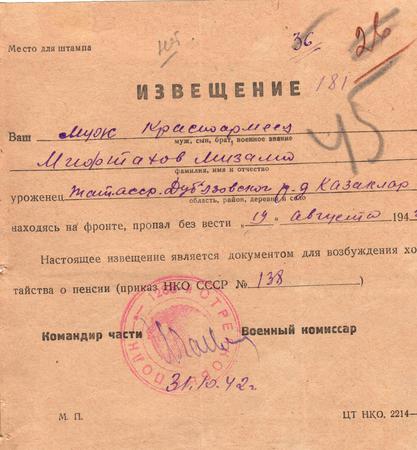 Место для штампа
36
26
ИЗВЕЩЕНИЕ
181
45
Ваш муж Красноармеец
муж, сын, брат, военное звание
Мифтахов Мизамо
фамилия, имя и отчество
уроженец Татасср. Дубъязовского р. д Казаклар
область, район, деревня и село
находясь на фронте, пропал без вести „19" августа 194
Настоящее извещение является документом для возбуждения хо-
тайства о пенсии (приказ НКО СССР № 138
Командир части Военный комиссар
31.10.42г.
М. П. ЦТ НКО, 2214—